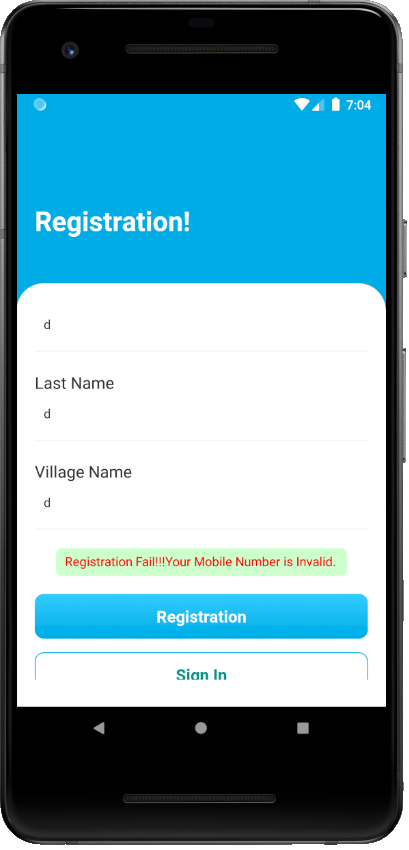 7:04
Registration!
d
Last Name
d
Village Name
d
Registration Fail!!!Your Mobile Number is Invalid.
Registration
Sign In